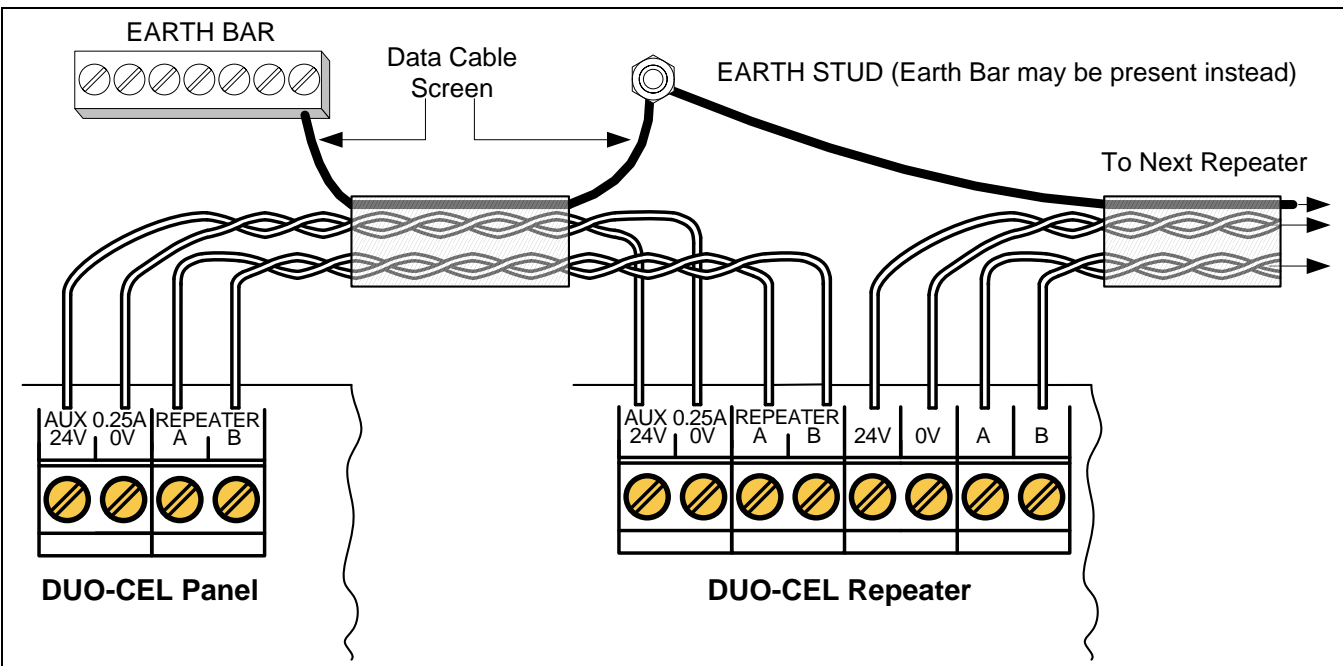 EARTH BAR
Data Cable
Screen
EARTH STUD (Earth Bar may be present instead)
To Next Repeater
AUX 0.25A REPEATER
24V 0V A B
AUX 0.25A REPEATER
24V 0V A B 24V 0V A B
DUO-CEL Panel
DUO-CEL Repeater